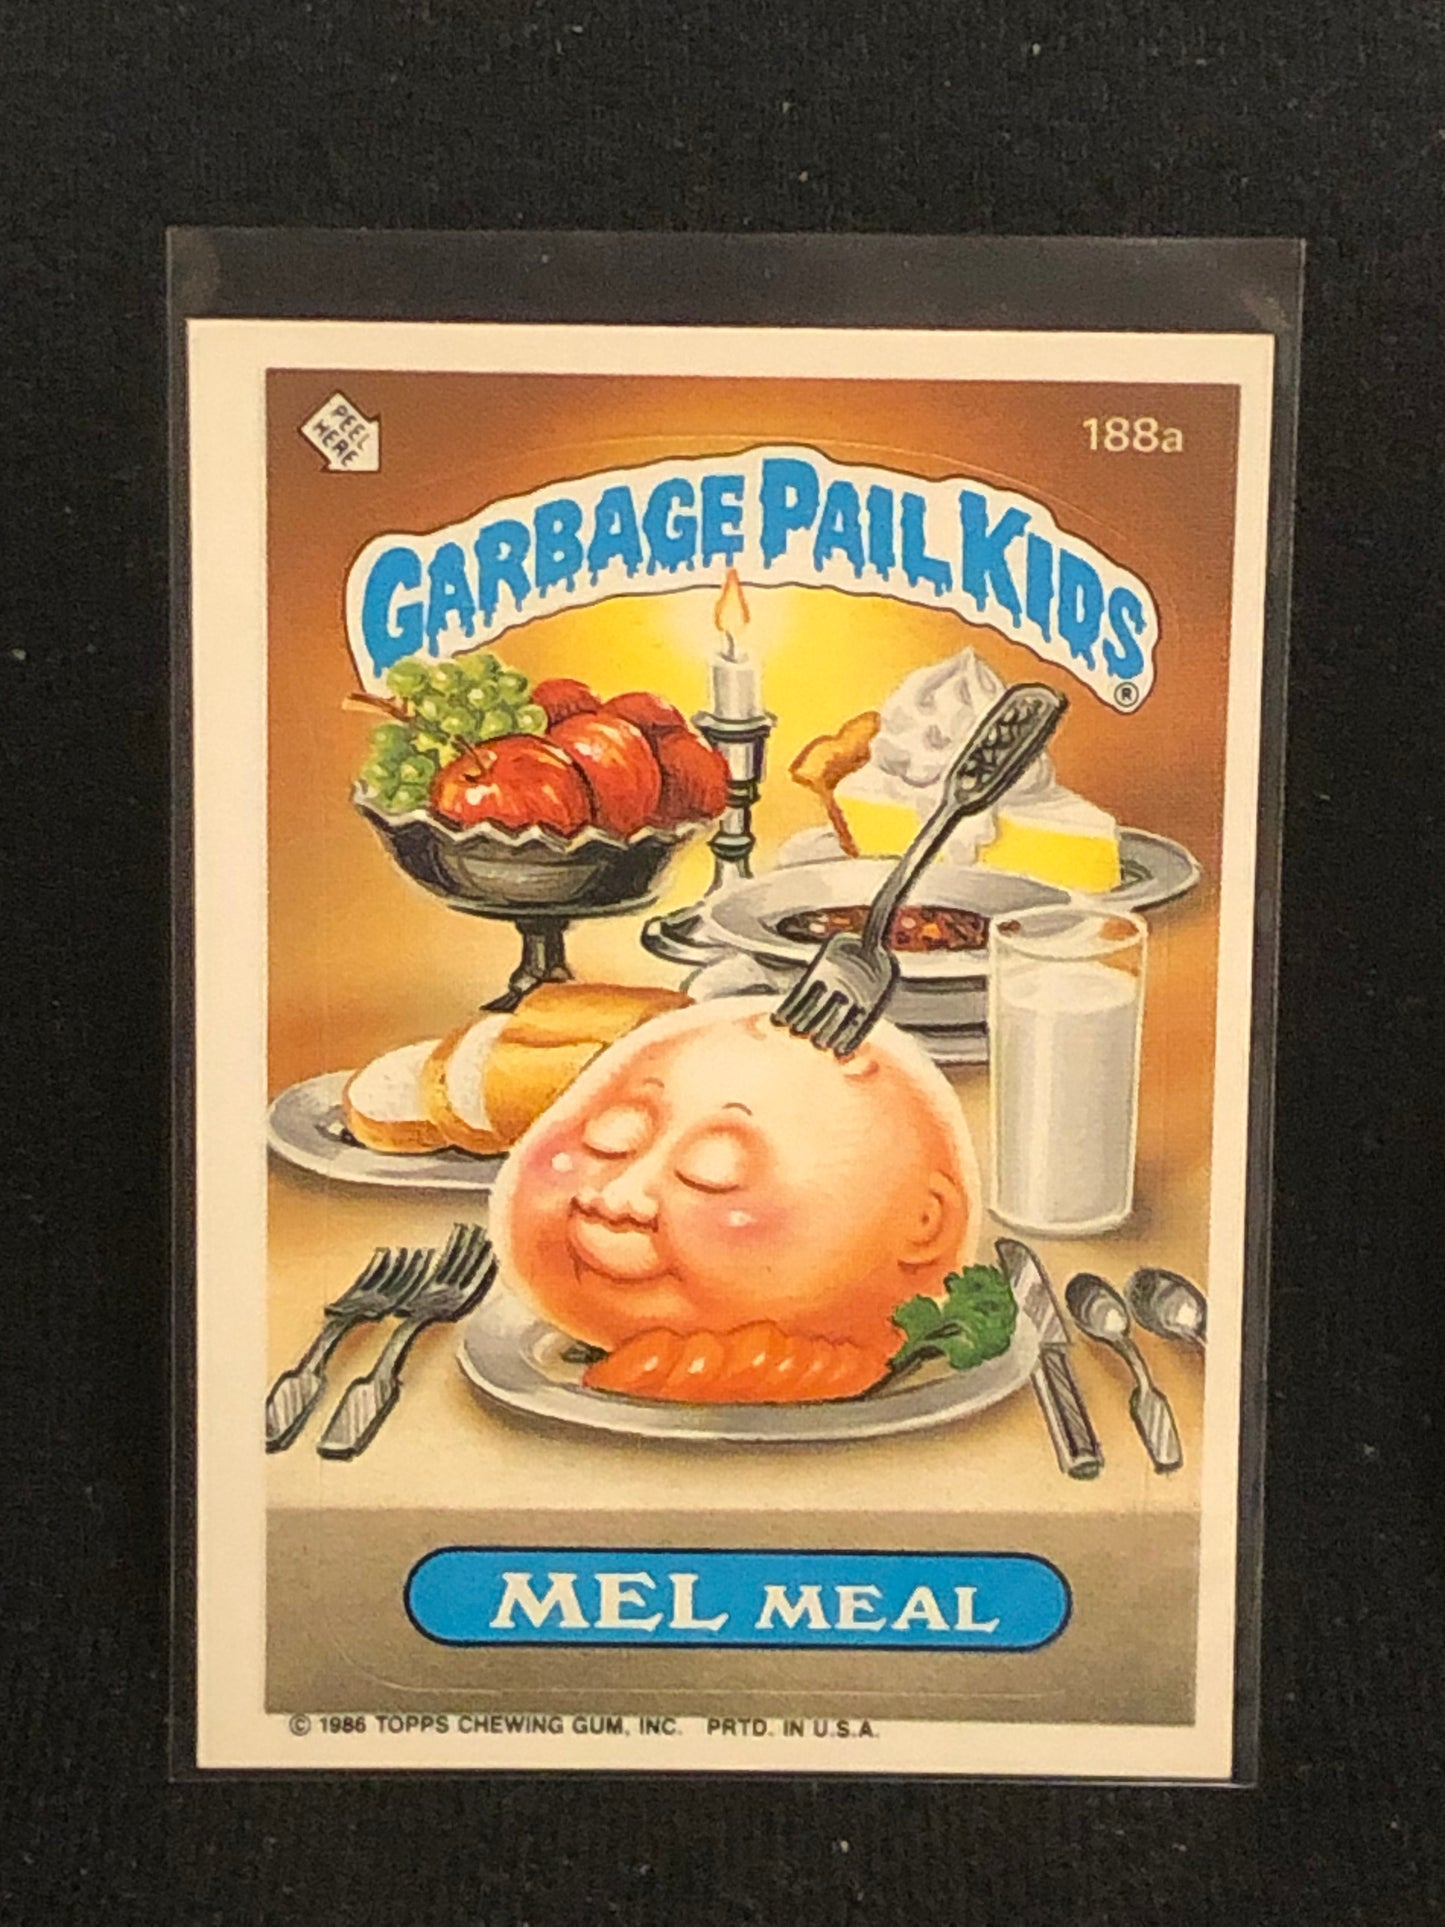 PEEL
HERE
188a
GARBAGE PAIL KIDS
®
MEL MEAL
© 1986 TOPPS CHEWING GUM, INC. PRTD. IN U.S.A.